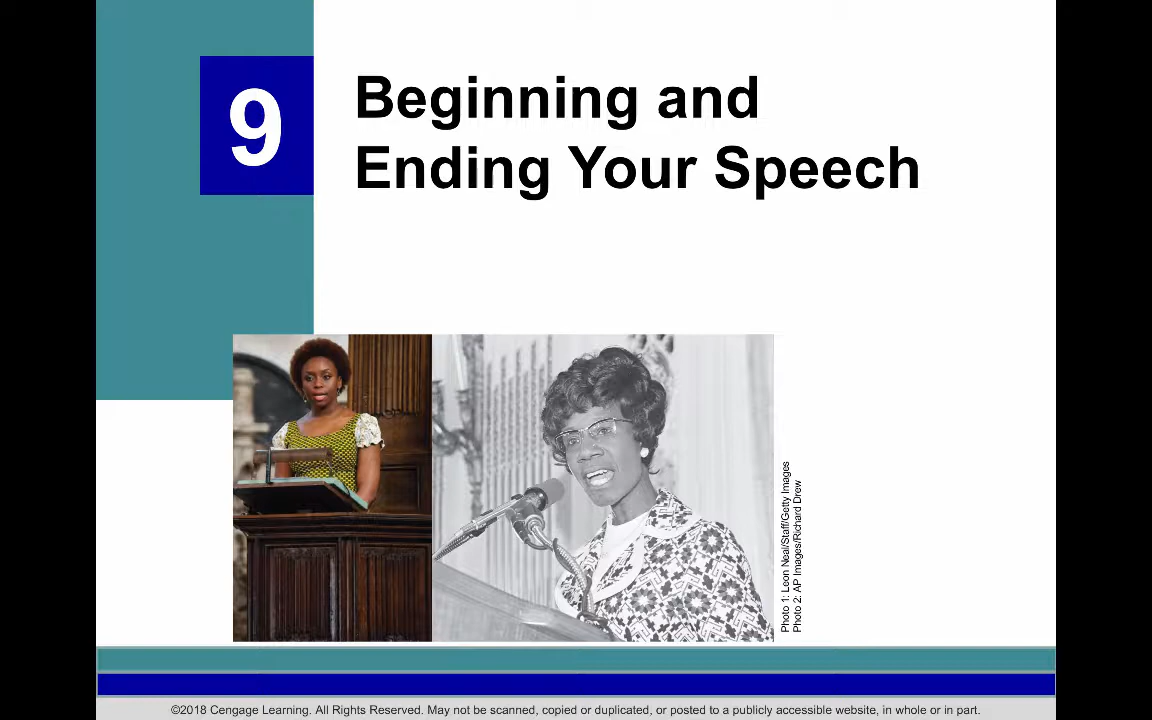 9
Beginning and
Ending Your Speech
Photo 1: Leon Neal/Staff/Getty Images
Photo 2: AP Images/Richard Drew
©2018 Cengage Learning. All Rights Reserved. May not be scanned, copied or duplicated, or posted to a publicly accessible website, in whole or in part.